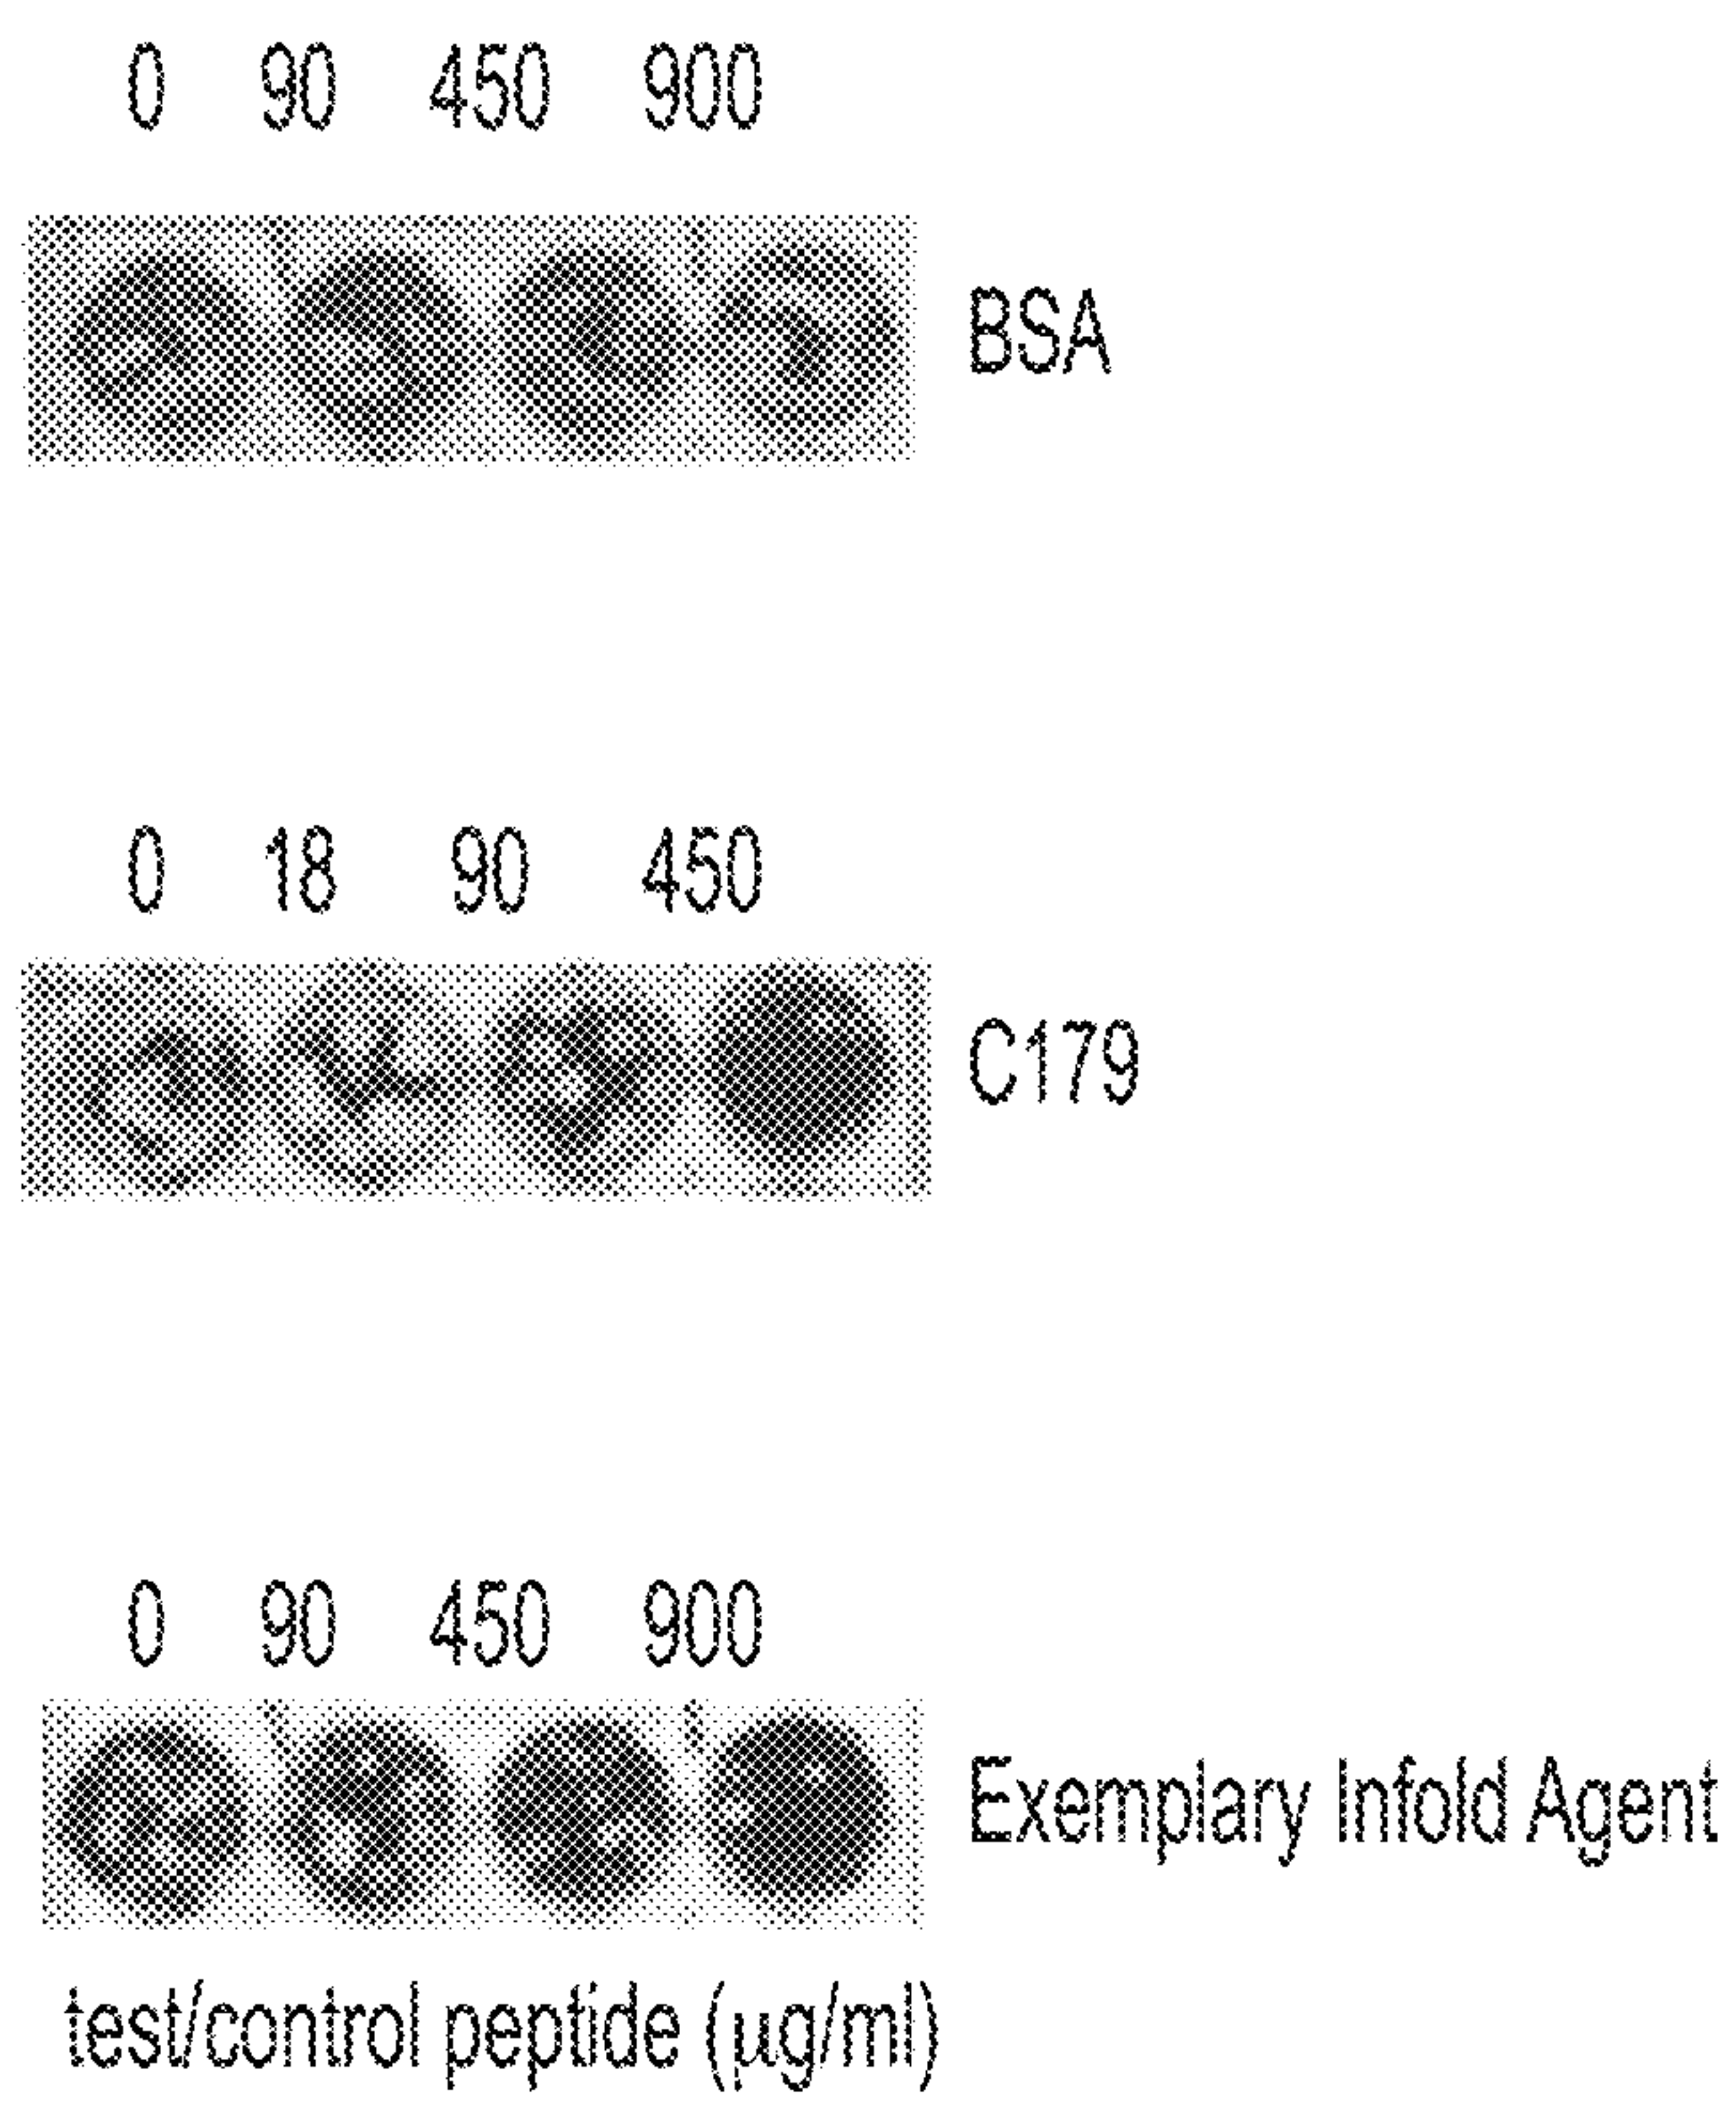 0 90 450 900
BSA
0 18 90 450
C179
0 90 450 900
Exemplary Infold Agent
test/control peptide (µg/ml)